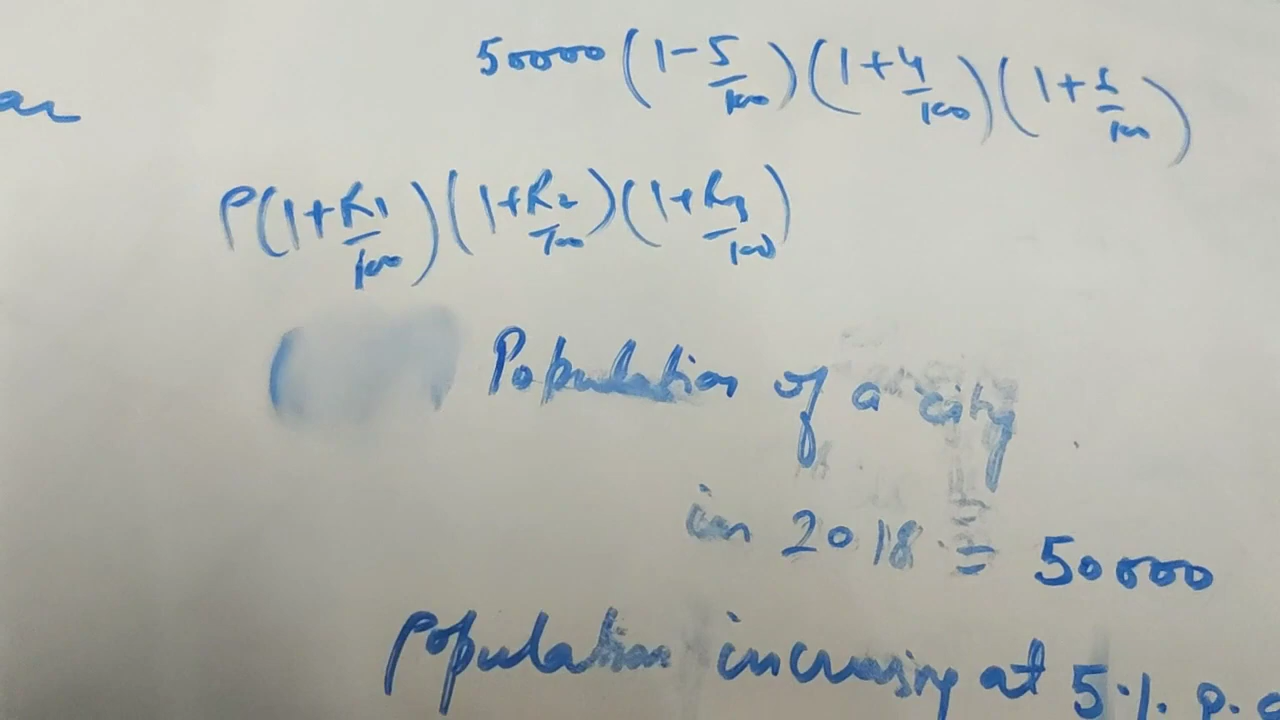 50000 (1 - 5/100) (1 + 4/100) (1 + /100)
ar
P(1 + R1/100) (1 + R2/100) (1 + R3/100)
Population of a city
in 2018 = 50000
Population increasing at 5 % p.a